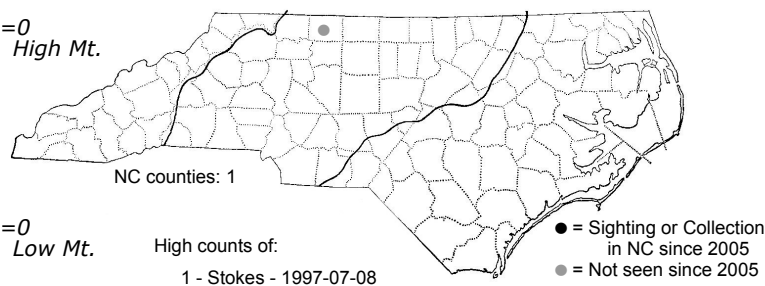 =0
High Mt.
NC counties: 1
=0
Low Mt.
High counts of:
1 - Stokes - 1997-07-08
● = Sighting or Collection
in NC since 2005
● = Not seen since 2005